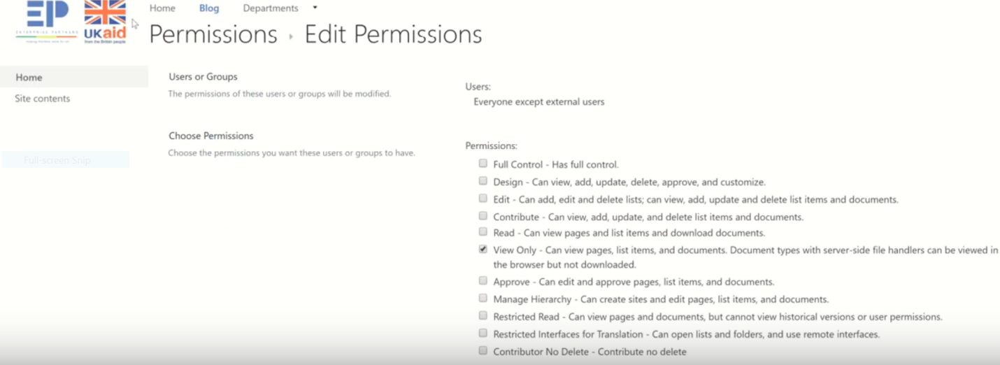 EP
ENTERPRISE PARTNERS
UKaid
from the British people
Home Blog Departments
Permissions Edit Permissions
Home
Site contents
Full-screen Snip
Users or Groups
The permissions of these users or groups will be modified.
Users:
Everyone except external users
Choose Permissions
Choose the permissions you want these users or groups to have.
Permissions:
Full Control - Has full control.
Design - Can view, add, update, delete, approve, and customize.
Edit - Can add, edit and delete lists; can view, add, update and delete list items and documents.
Contribute - Can view, add, update, and delete list items and documents.
Read - Can view pages and list items and download documents.
View Only - Can view pages, list items, and documents. Document types with server-side file handlers can be viewed in
the browser but not downloaded.
Approve - Can edit and approve pages, list items, and documents.
Manage Hierarchy - Can create sites and edit pages, list items, and documents.
Restricted Read - Can view pages and documents, but cannot view historical versions or user permissions.
Restricted Interfaces for Translation - Can open lists and folders, and use remote interfaces.
Contributor No Delete - Contribute no delete